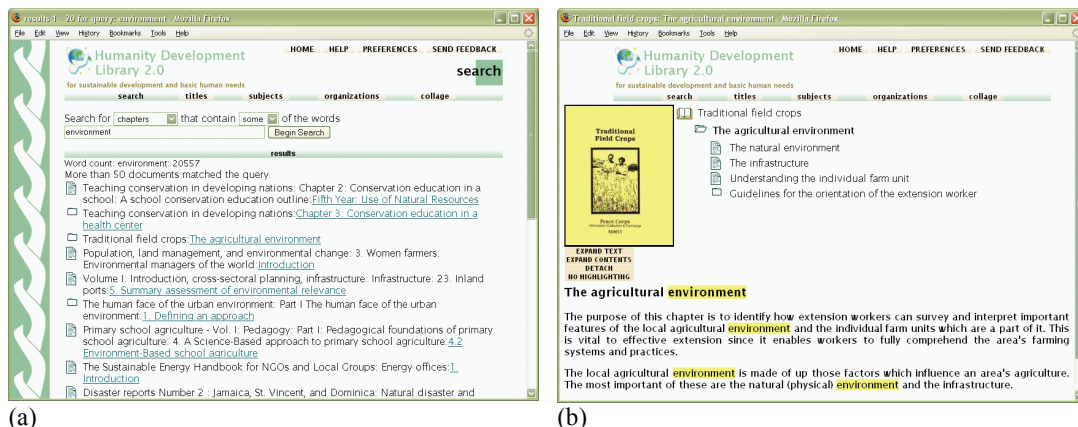 results 1 - 20 for query: environment - Mozilla Firefox
File Edit View History Bookmarks Tools Help
HOME HELP PREFERENCES SEND FEEDBACK
Humanity Development
Library 2.0
search
for sustainable development and basic human needs
search titles subjects organizations collage
Search for chapters that contain some of the words
environment Begin Search
results
Word count: environment: 20557
More than 50 documents matched the query.
Teaching conservation in developing nations: Chapter 2: Conservation education in a
school: A school conservation education outline:Fifth Year: Use of Natural Resources
Teaching conservation in developing nations:Chapter 3: Conservation education in a
health center
Traditional field crops:The agricultural environment
Population, land management, and environmental change: 3. Women farmers:
Environmental managers of the world:Introduction
Volume I: Introduction, cross-sectoral planning, infrastructure: Infrastructure: 23. Inland
ports:5. Summary assessment of environmental relevance
The human face of the urban environment: Part I The human face of the urban
environment:1. Defining an approach
Primary school agriculture - Vol. I: Pedagogy: Part I: Pedagogical foundations of primary
school agriculture: 4. A Science-Based approach to primary school agriculture:4.2
Environment-Based school agriculture
The Sustainable Energy Handbook for NGOs and Local Groups: Energy offices:1.
Introduction
Disaster reports Number 2 : Jamaica, St. Vincent, and Dominica: Natural disaster and
(a)
Traditional field crops: The agricultural environment - Mozilla Firefox
File Edit View History Bookmarks Tools Help
HOME HELP PREFERENCES SEND FEEDBACK
Humanity Development
Library 2.0
for sustainable development and basic human needs
search titles subjects organizations collage
Traditional
Field Crops
Peace Corps
Traditional field crops
The agricultural environment
The natural environment
The infrastructure
Understanding the individual farm unit
Guidelines for the orientation of the extension worker
EXPAND TEXT
EXPAND CONTENTS
DETACH
NO HIGHLIGHTING
The agricultural environment
The purpose of this chapter is to identify how extension workers can survey and interpret important
features of the local agricultural environment and the individual farm units which are a part of it. This
is vital to effective extension since it enables workers to fully comprehend the area's farming
systems and practices.
The local agricultural environment is made up of those factors which influence an area's agriculture.
The most important of these are the natural (physical) environment and the infrastructure.
(b)